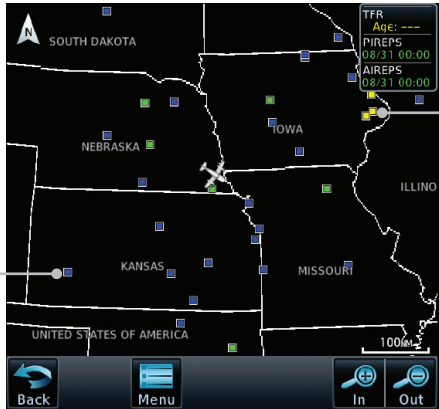 TFR
Age: ---
PIREPS
08/31 00:00
AIREPS
08/31 00:00
N
SOUTH DAKOTA
IOWA
NEBRASKA
ILLINO
KANSAS
MISSOURI
UNITED STATES OF AMERICA
100NM
Back
Menu
In
Out